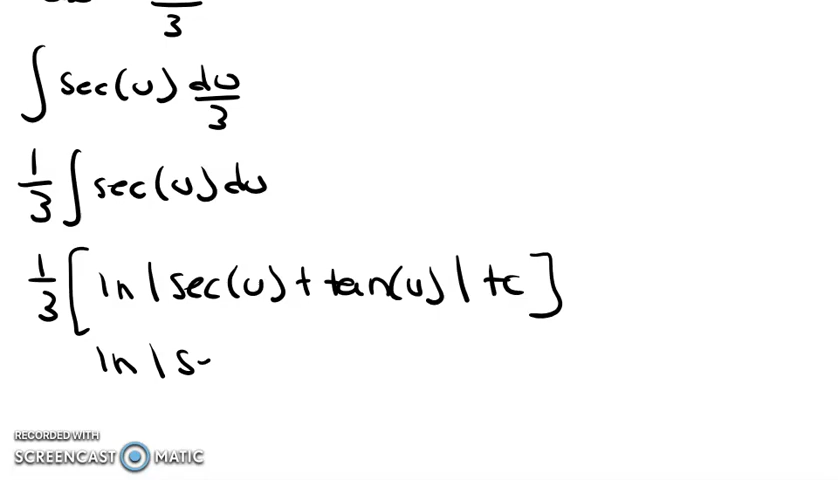 3
∫ sec(u) du/3
1/3 ∫ sec(u) du
1/3 [ ln | sec(u) + tan(u) | + c ]
ln | s
RECORDED WITH
SCREENCAST MATIC